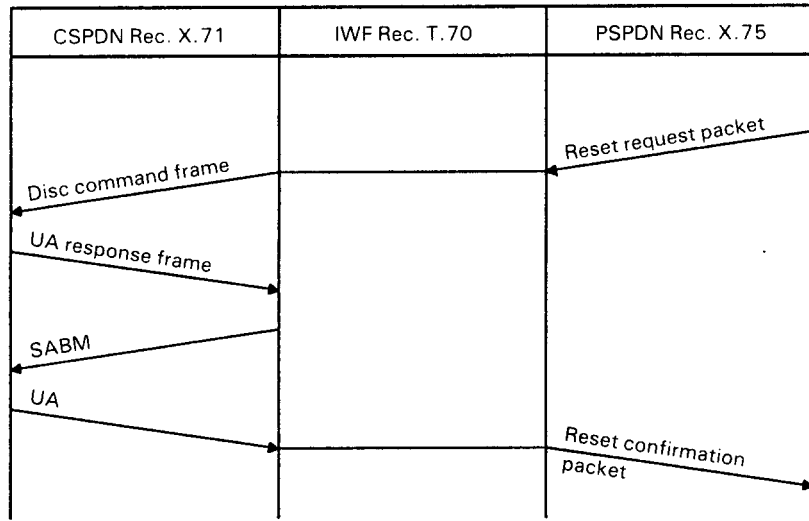 CSPDN Rec. X.71
IWF Rec. T.70
PSPDN Rec. X.75
Reset request packet
Disc command frame
UA response frame
SABM
UA
Reset confirmation
packet